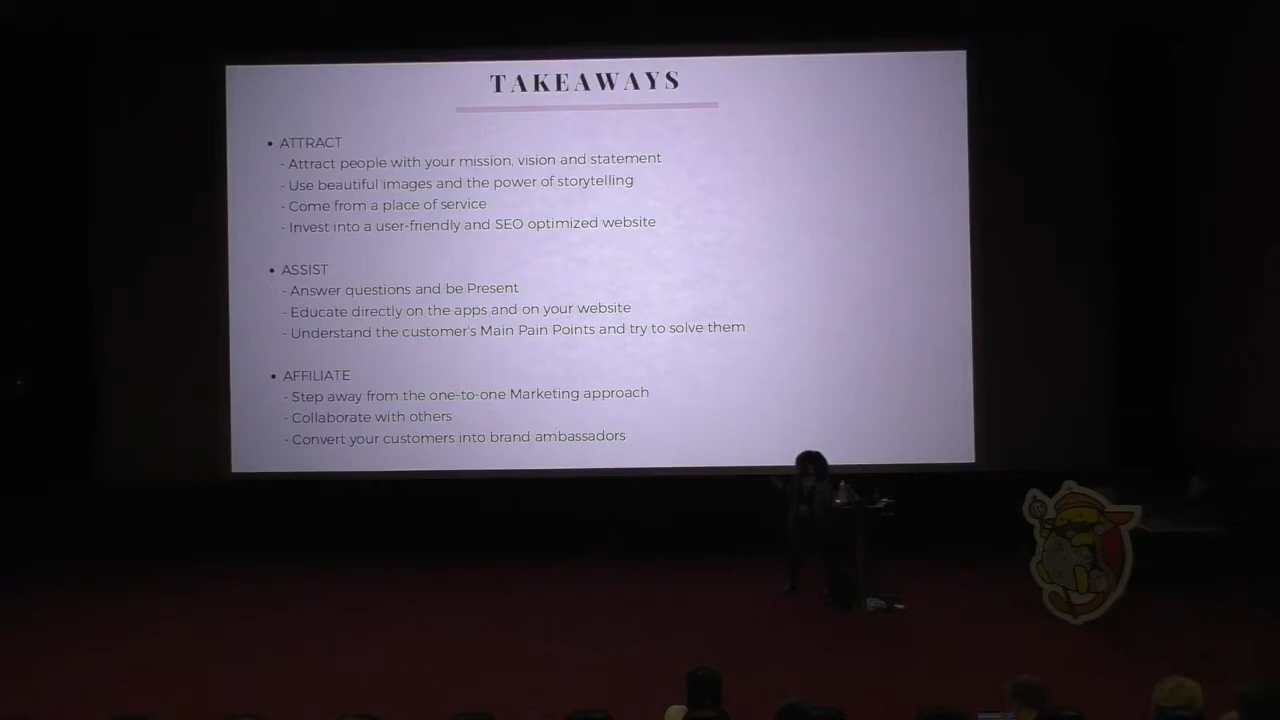 TAKEAWAYS
• ATTRACT
- Attract people with your mission, vision and statement
- Use beautiful images and the power of storytelling
- Come from a place of service
- Invest into a user-friendly and SEO optimized website
• ASSIST
- Answer questions and be Present
- Educate directly on the apps and on your website
- Understand the customer's Main Pain Points and try to solve them
• AFFILIATE
- Step away from the one-to-one Marketing approach
- Collaborate with others
- Convert your customers into brand ambassadors